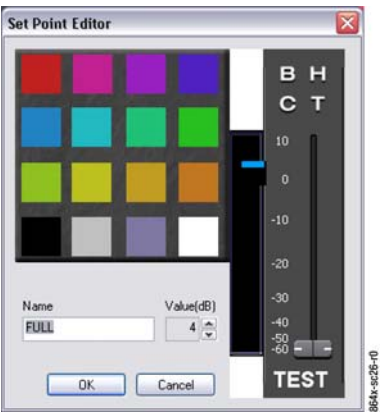 Set Point Editor
B H
C T
10
0
-10
-20
-30
-40
-50
-60
Name
Value(dB)
FULL
4
OK
Cancel
TEST
864x-sc26-r0